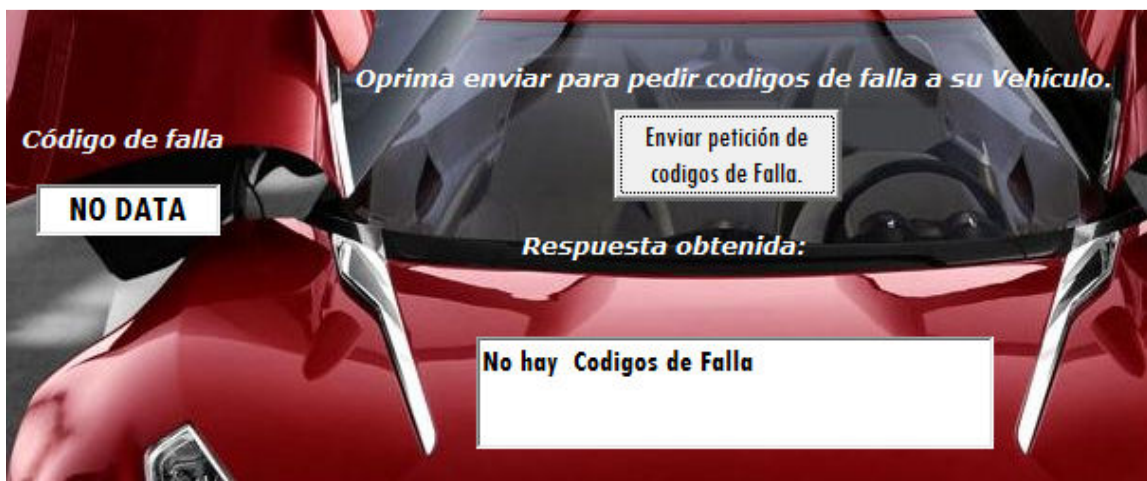 Oprima enviar para pedir codigos de falla a su Vehículo.
Código de falla
Enviar petición de
codigos de Falla.
NO DATA
Respuesta obtenida:
No hay  Codigos de Falla